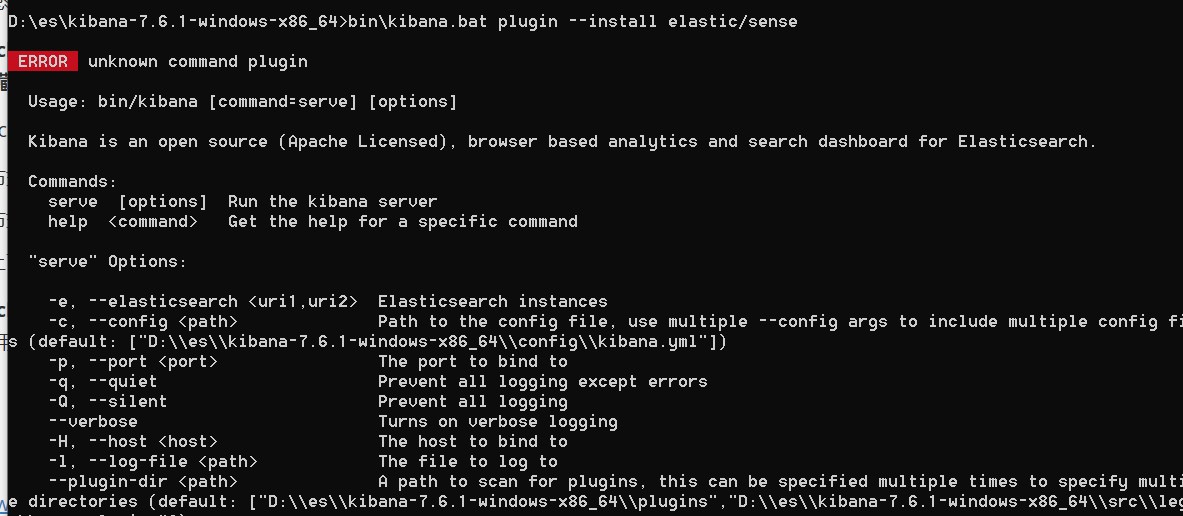 D:\es\kibana-7.6.1-windows-x86_64>bin\kibana.bat plugin --install elastic/sense
ERROR unknown command plugin
Usage: bin/kibana [command=serve] [options]
Kibana is an open source (Apache Licensed), browser based analytics and search dashboard for Elasticsearch.
Commands:
serve [options] Run the kibana server
help <command> Get the help for a specific command
"serve" Options:
-e, --elasticsearch <uri1,uri2> Elasticsearch instances
-c, --config <path> Path to the config file, use multiple --config args to include multiple config fi
s (default: ["D:\\es\\kibana-7.6.1-windows-x86_64\\config\\kibana.yml"])
-p, --port <port> The port to bind to
-q, --quiet Prevent all logging except errors
-Q, --silent Prevent all logging
--verbose Turns on verbose logging
-H, --host <host> The host to bind to
-l, --log-file <path> The file to log to
--plugin-dir <path> A path to scan for plugins, this can be specified multiple times to specify multi
e directories (default: ["D:\\es\\kibana-7.6.1-windows-x86_64\\plugins","D:\\es\\kibana-7.6.1-windows-x86_64\\src\\leg